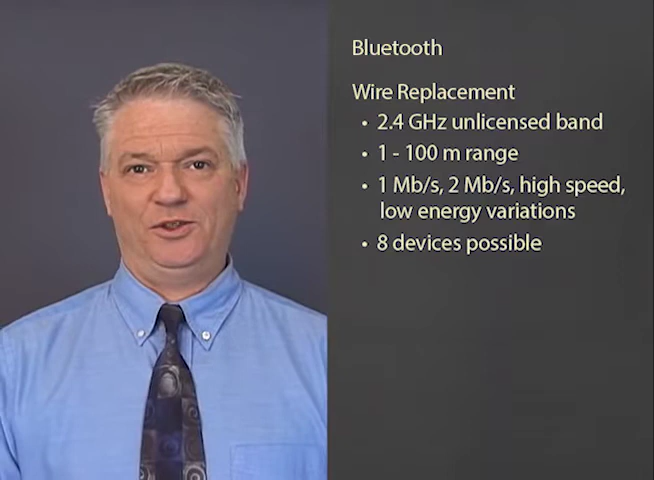 Bluetooth
Wire Replacement
• 2.4 GHz unlicensed band
• 1 - 100 m range
• 1 Mb/s, 2 Mb/s, high speed,
low energy variations
• 8 devices possible